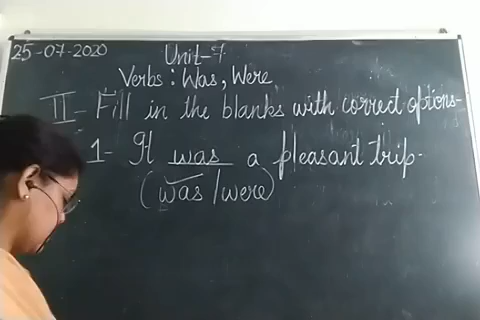 25-07-2020
Unit-7
Verbs : Was, Were
II- Fill in the blanks with correct options-
1- It was a pleasant trip.
(was/were)